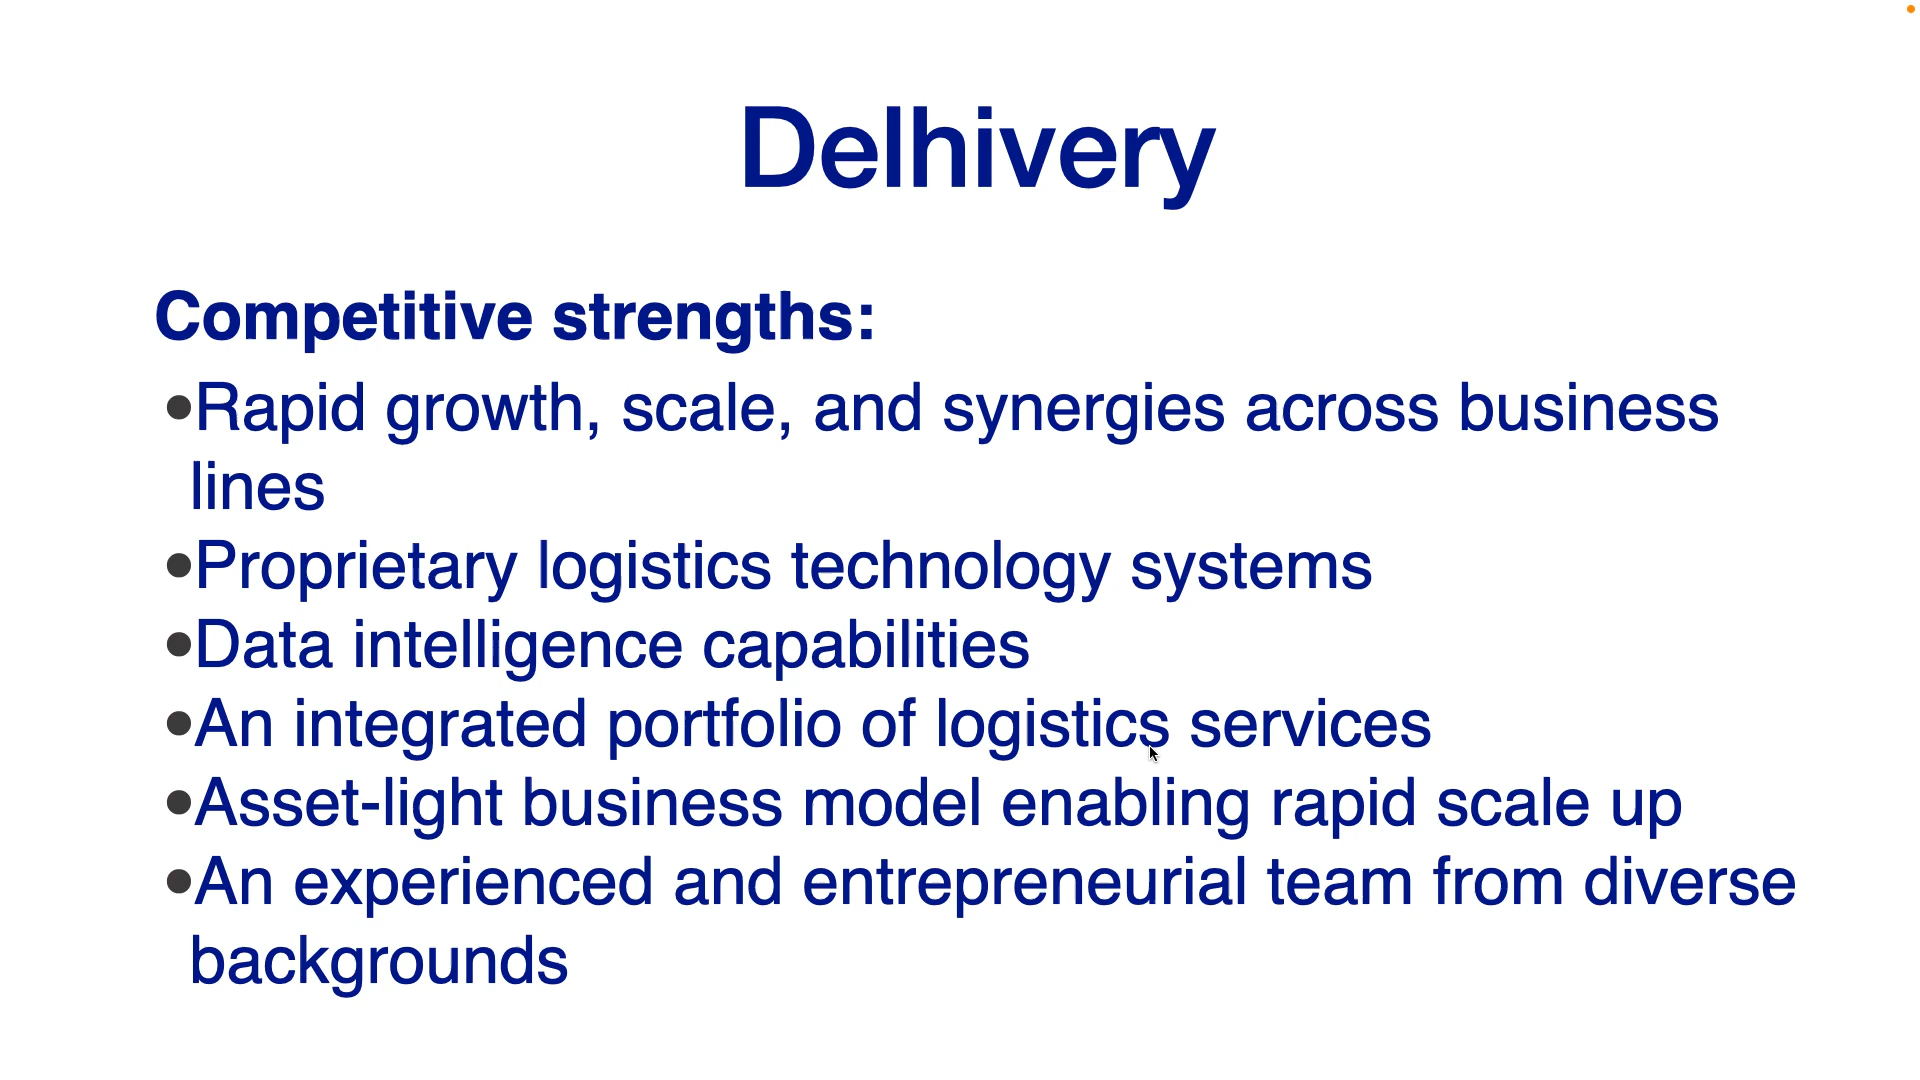 Delhivery
Competitive strengths:
•Rapid growth, scale, and synergies across business
lines
•Proprietary logistics technology systems
•Data intelligence capabilities
•An integrated portfolio of logistics services
•Asset-light business model enabling rapid scale up
•An experienced and entrepreneurial team from diverse
backgrounds